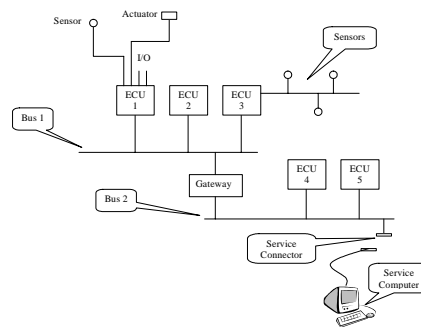 Sensor
Actuator
I/O
Sensors
ECU
1
ECU
2
ECU
3
Bus 1
Gateway
ECU
4
ECU
5
Bus 2
Service
Connector
Service
Computer